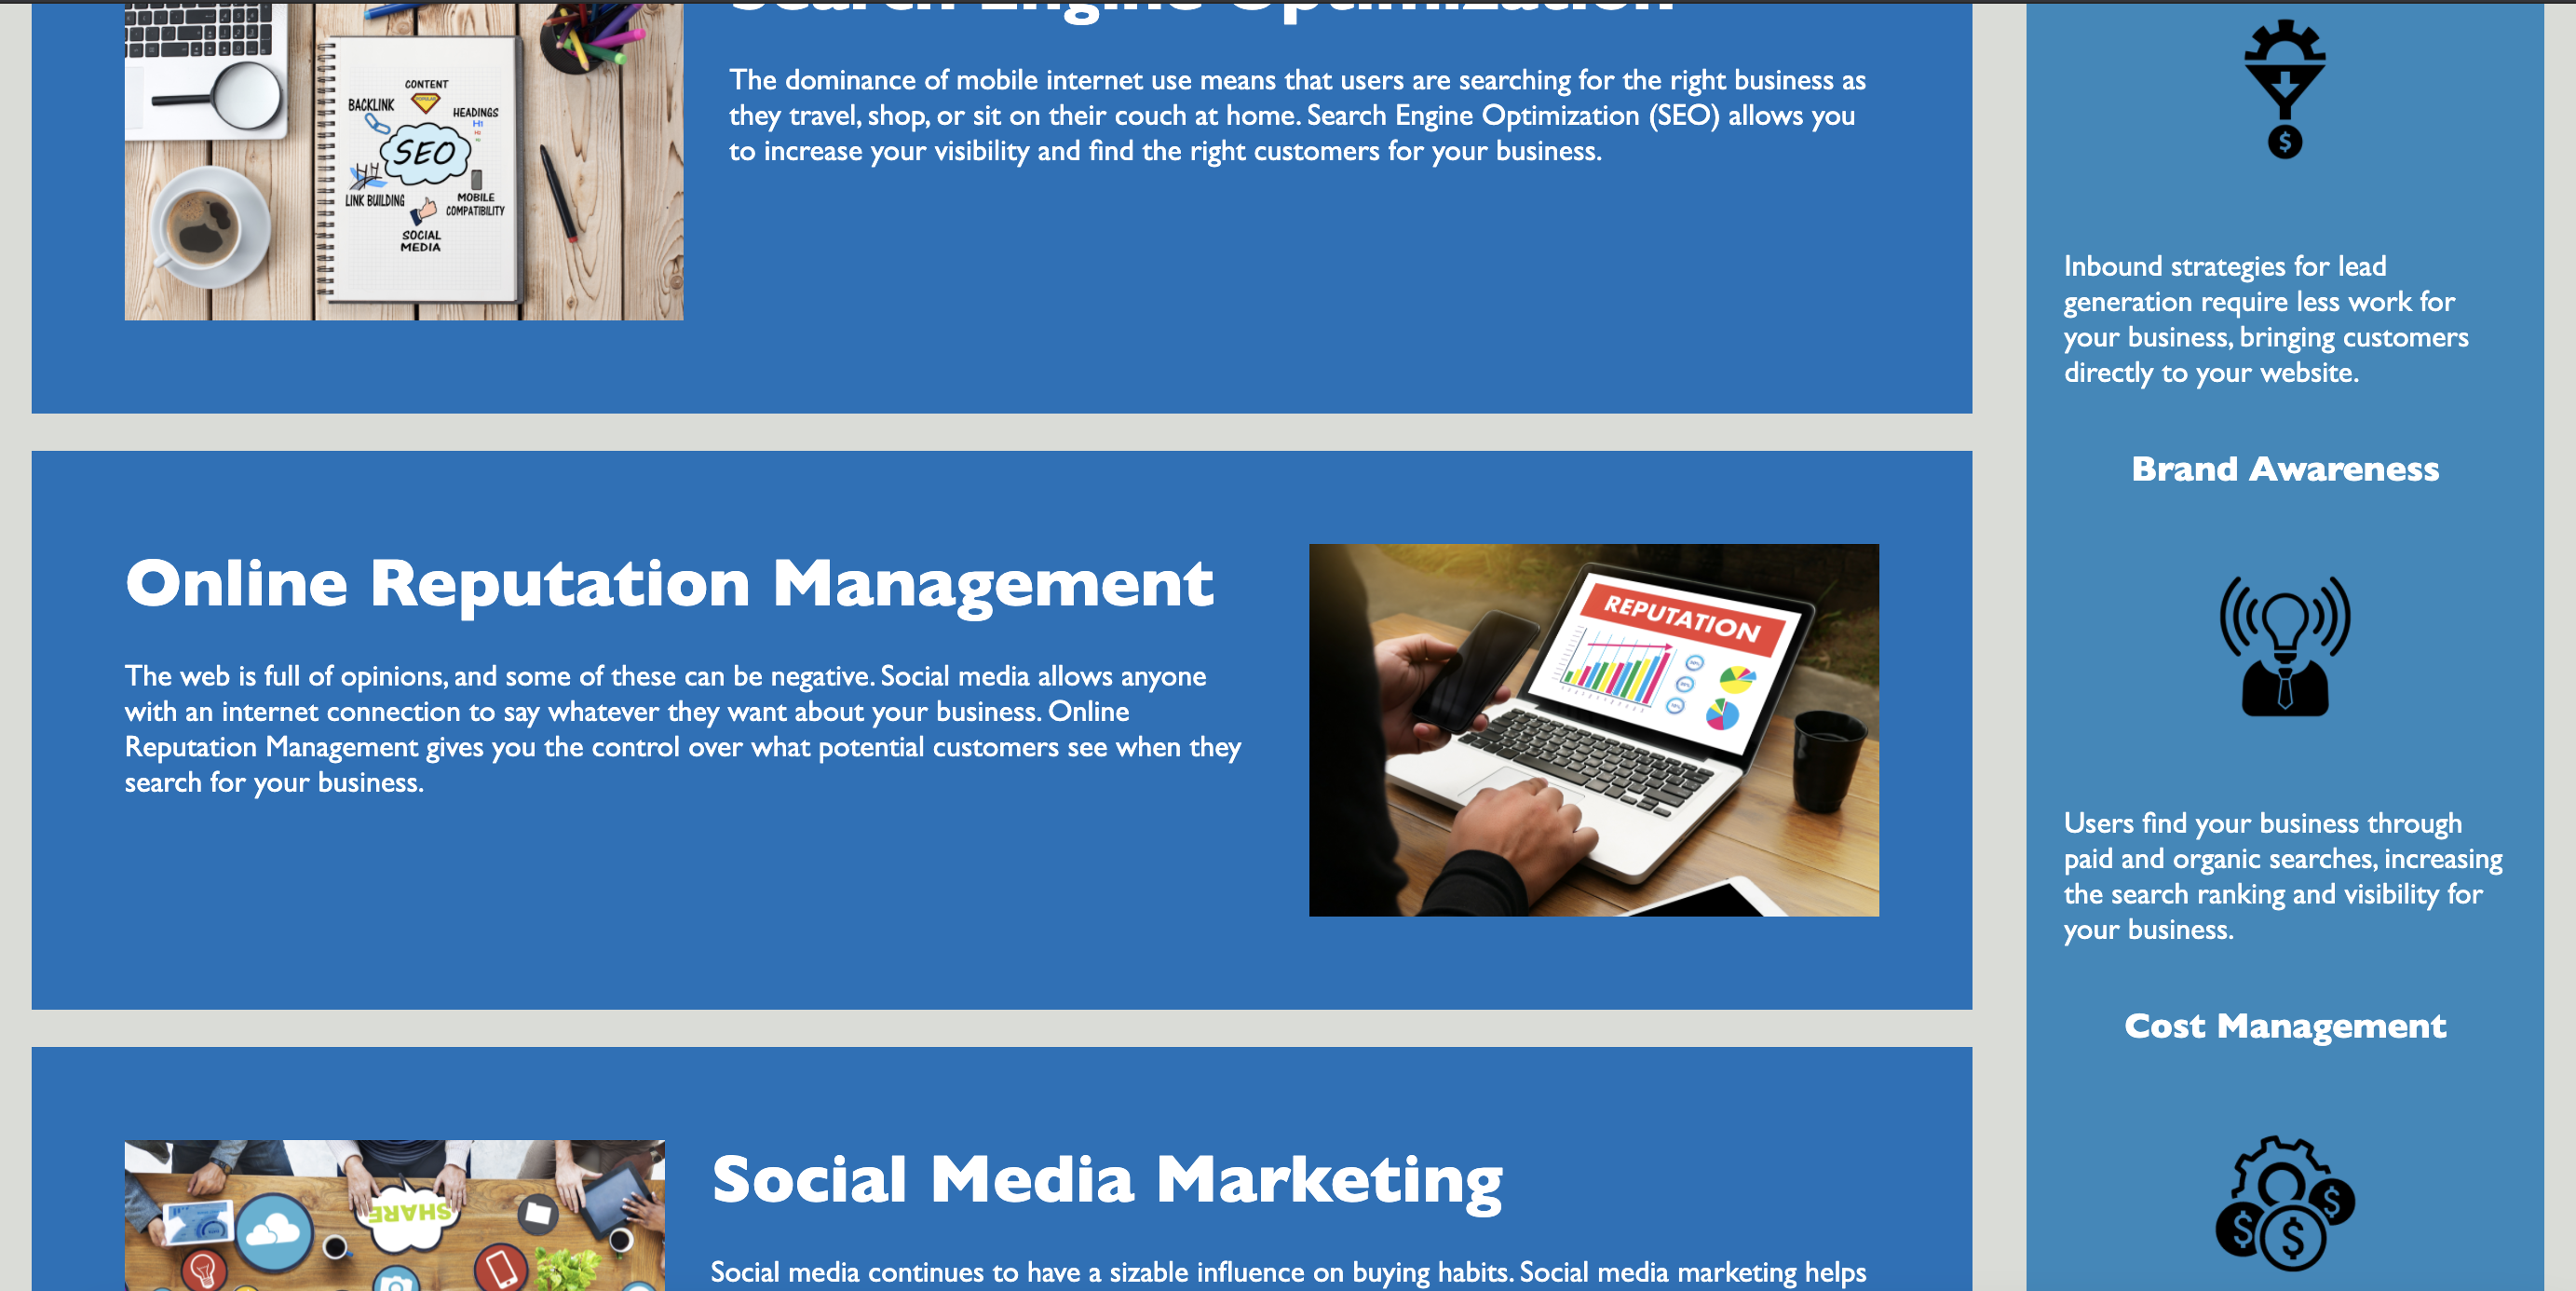 Search Engine Optimization
The dominance of mobile internet use means that users are searching for the right business as
they travel, shop, or sit on their couch at home. Search Engine Optimization (SEO) allows you
to increase your visibility and find the right customers for your business.
CONTENT
BACKLINK
POPULAR
HEADINGS
H1
H2
H3
SEO
LINK BUILDING
MOBILE
COMPATIBILITY
SOCIAL
MEDIA
Online Reputation Management
The web is full of opinions, and some of these can be negative. Social media allows anyone
with an internet connection to say whatever they want about your business. Online
Reputation Management gives you the control over what potential customers see when they
search for your business.
REPUTATION
Social Media Marketing
Social media continues to have a sizable influence on buying habits. Social media marketing helps
SHARE
$
Inbound strategies for lead
generation require less work for
your business, bringing customers
directly to your website.
Brand Awareness
Users find your business through
paid and organic searches, increasing
the search ranking and visibility for
your business.
Cost Management
$
$
$